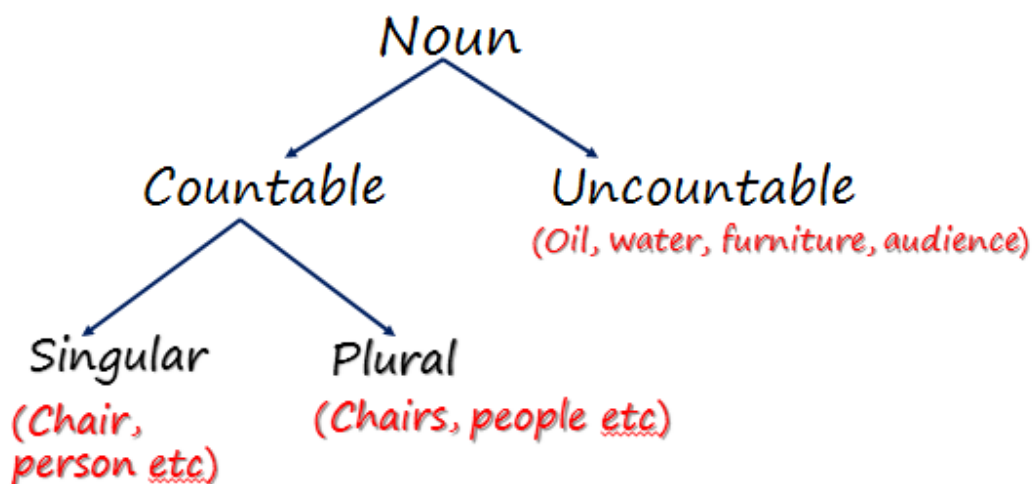 Noun
Countable
Uncountable
(Oil, water, furniture, audience)
Singular
Plural
(Chair,
person etc)
(Chairs, people etc)